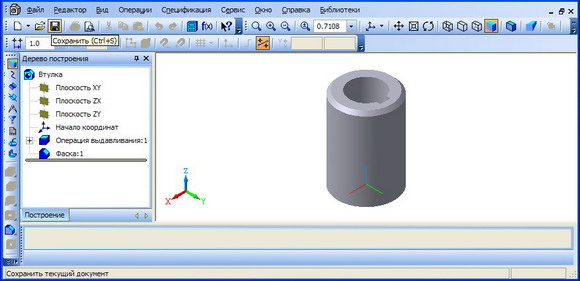 Файл Редактор Вид Операции Спецификация Сервис Окно Справка Библиотеки
0.7108
f(x)
1.0
Сохранить (Ctrl+S)
Дерево построения
Втулка
Плоскость XY
Плоскость ZX
Плоскость ZY
Начало координат
Операция выдавливания:1
Фаска:1
Z
X
Y
Построение
Сохранить текущий документ